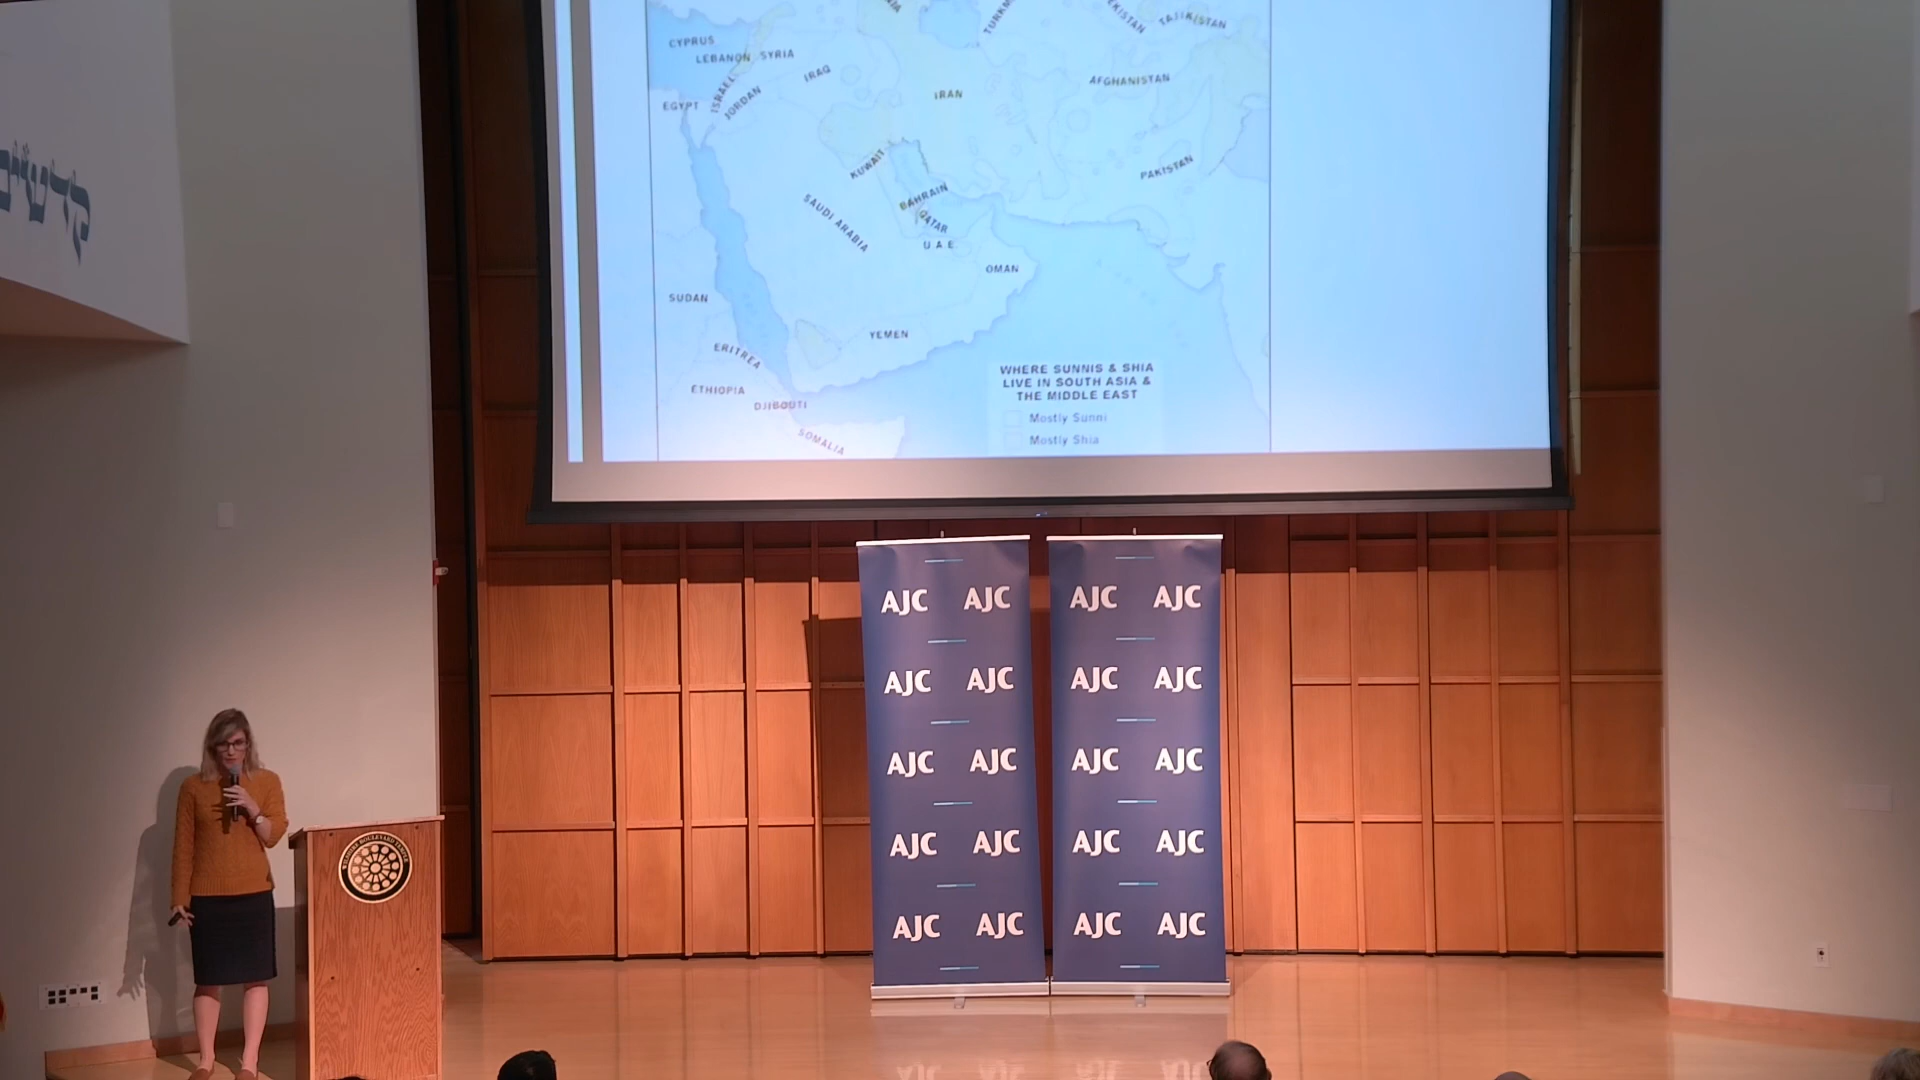 TAJIKISTAN
CYPRUS
LEBANON
SYRIA
IRAQ
ISRAEL
JORDAN
EGYPT
IRAN
AFGHANISTAN
PAKISTAN
KUWAIT
BAHRAIN
QATAR
U.A.E.
SAUDI ARABIA
OMAN
SUDAN
YEMEN
ERITREA
ETHIOPIA
DJIBOUTI
SOMALIA
WHERE SUNNIS & SHIA
LIVE IN SOUTH ASIA &
THE MIDDLE EAST
Mostly Sunni
Mostly Shia
AJC AJC AJC AJC
AJC AJC AJC AJC
AJC AJC AJC AJC
AJC AJC AJC AJC
AJC AJC AJC AJC